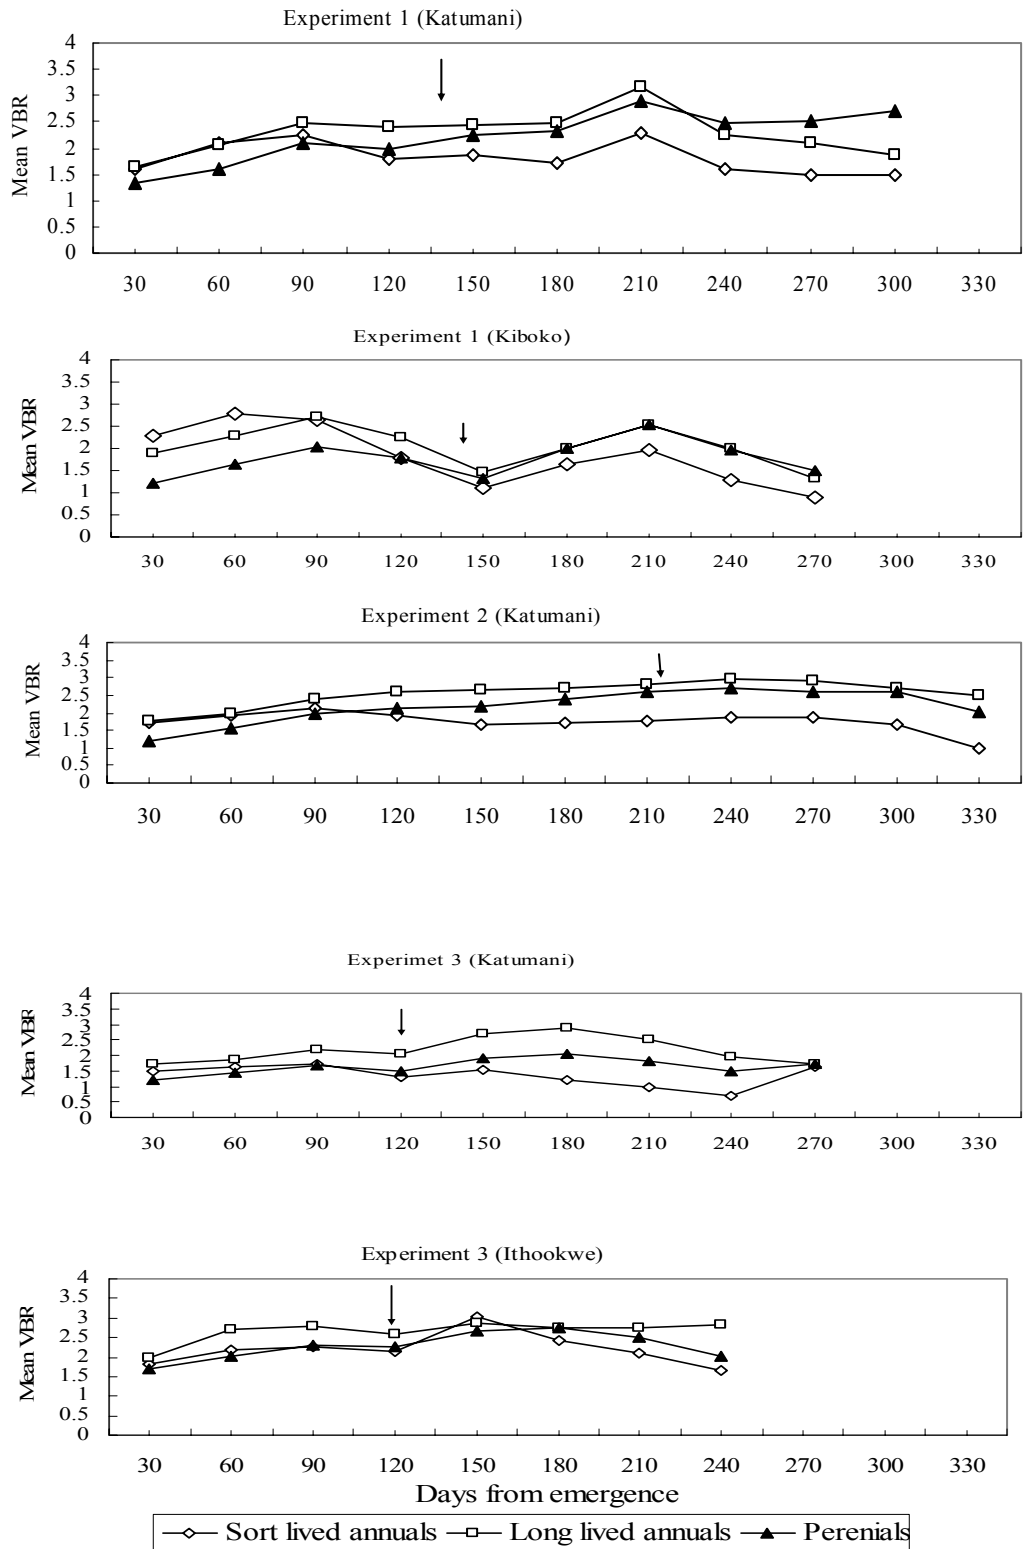 Experiment 1 (Katumani)
Mean VBR
4
3.5
3
2.5
2
1.5
1
0.5
0
30 60 90 120 150 180 210 240 270 300 330
Experiment 1 (Kiboko)
Mean VBR
4
3.5
3
2.5
2
1.5
1
0.5
0
30 60 90 120 150 180 210 240 270 300 330
Experiment 2 (Katumani)
Mean VBR
4
3.5
3
2.5
2
1.5
1
0.5
0
30 60 90 120 150 180 210 240 270 300 330
Experimet 3 (Katumani)
Mean VBR
4
3.5
3
2.5
2
1.5
1
0.5
0
30 60 90 120 150 180 210 240 270 300 330
Experiment 3 (Ithookwe)
Mean VBR
4
3.5
3
2.5
2
1.5
1
0.5
0
30 60 90 120 150 180 210 240 270 300 330
Days from emergence
Sort lived annuals Long lived annuals Perenials